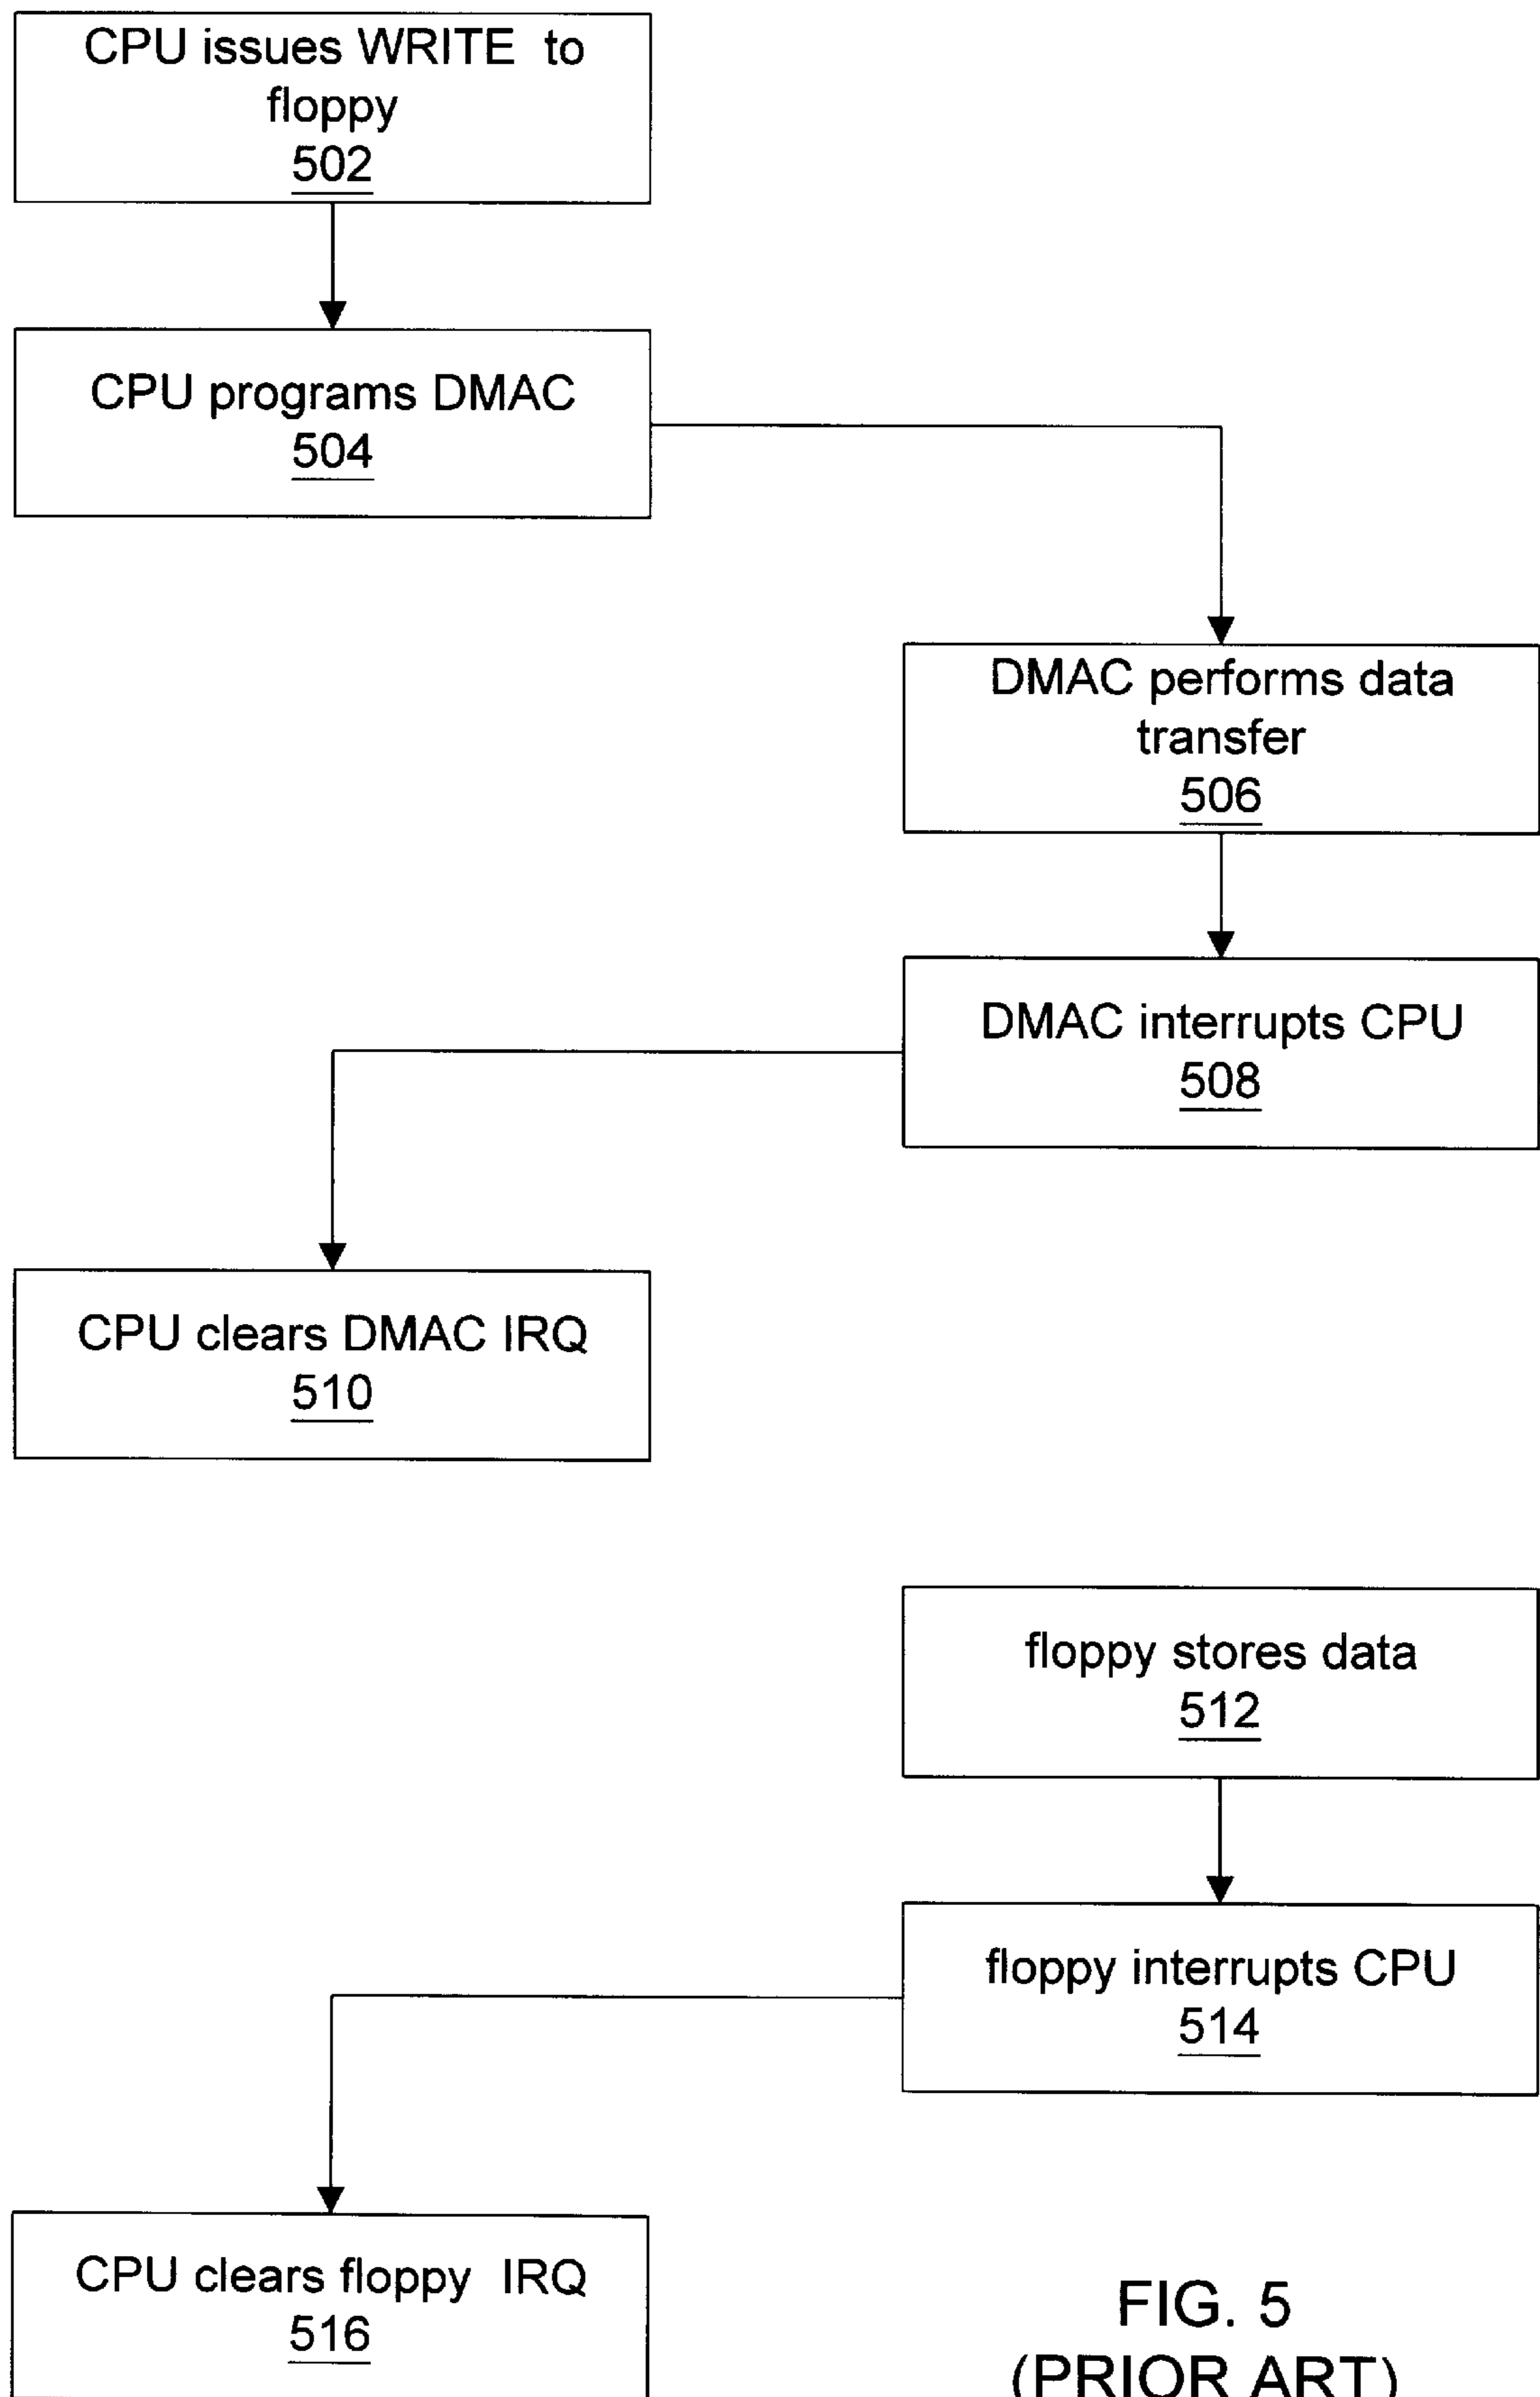 CPU issues WRITE to
floppy
502
CPU programs DMAC
504
DMAC performs data
transfer
506
DMAC interrupts CPU
508
CPU clears DMAC IRQ
510
floppy stores data
512
floppy interrupts CPU
514
CPU clears floppy IRQ
516
FIG. 5
(PRIOR ART)